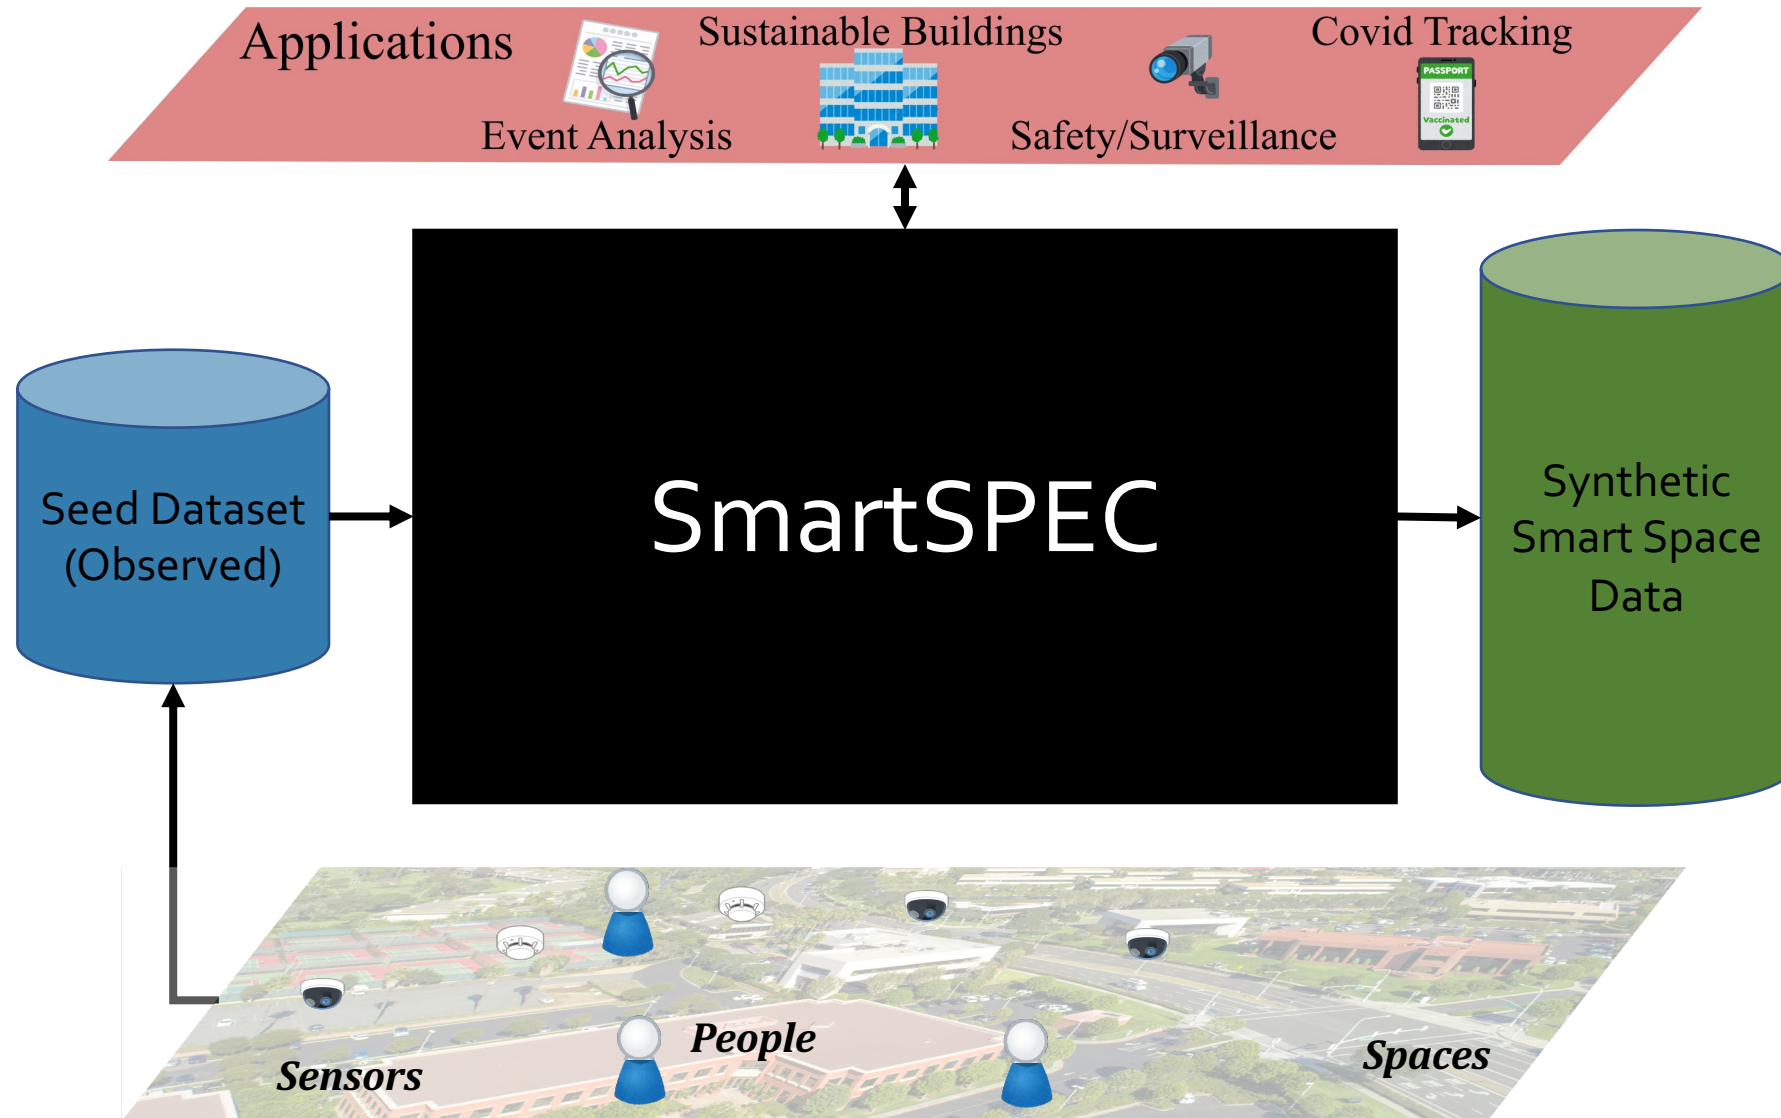 Applications
Sustainable Buildings
Covid Tracking
PASSPORT
Vaccinated
Event Analysis
Safety/Surveillance
Seed Dataset
(Observed)
SmartSPEC
Synthetic
Smart Space
Data
People
Sensors
Spaces